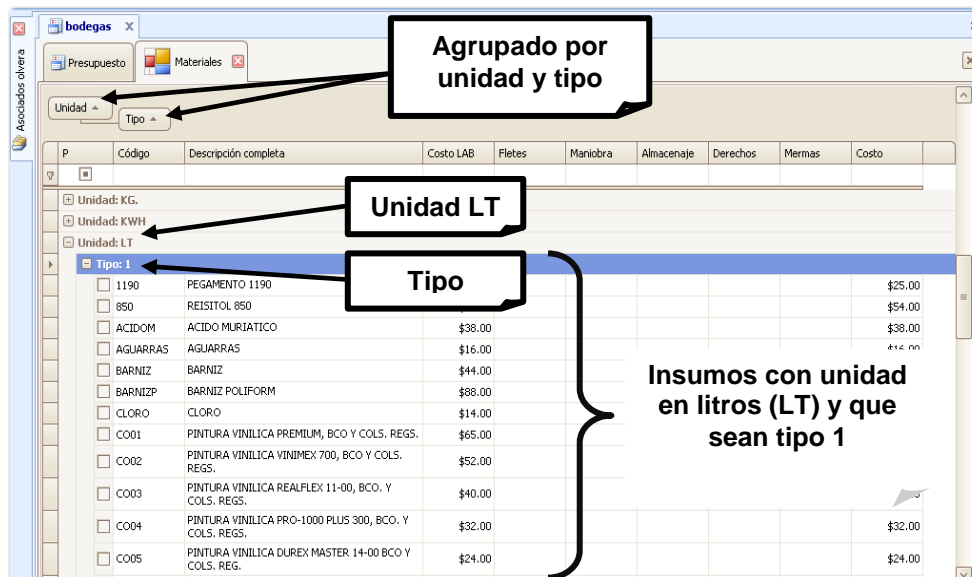 bodegas X
Asociados olvera
Presupuesto Materiales
Agrupado por
unidad y tipo
Unidad
Tipo
P Código Descripción completa Costo LAB Fletes Maniobra Almacenaje Derechos Mermas Costo
Unidad: KG.
Unidad: KWH
Unidad LT
Unidad: LT
Tipo: 1
Tipo
1190 PEGAMENTO 1190 $25.00
850 REISITOL 850 $54.00
ACIDOM ACIDO MURIATICO $38.00 $38.00
AGUARRAS AGUARRAS $16.00 $16.00
BARNIZ BARNIZ $44.00
BARNIZP BARNIZ POLIFORM $88.00
CLORO CLORO $14.00
Insumos con unidad
en litros (LT) y que
sean tipo 1
CO01 PINTURA VINILICA PREMIUM, BCO Y COLS. REGS. $65.00
CO02 PINTURA VINILICA VINIMEX 700, BCO Y COLS. REGS. $52.00
CO03 PINTURA VINILICA REALFLEX 11-00, BCO. Y COLS. REGS. $40.00
CO04 PINTURA VINILICA PRO-1000 PLUS 300, BCO. Y COLS. REGS. $32.00 $32.00
CO05 PINTURA VINILICA DUREX MASTER 14-00 BCO Y COLS. REG. $24.00 $24.00